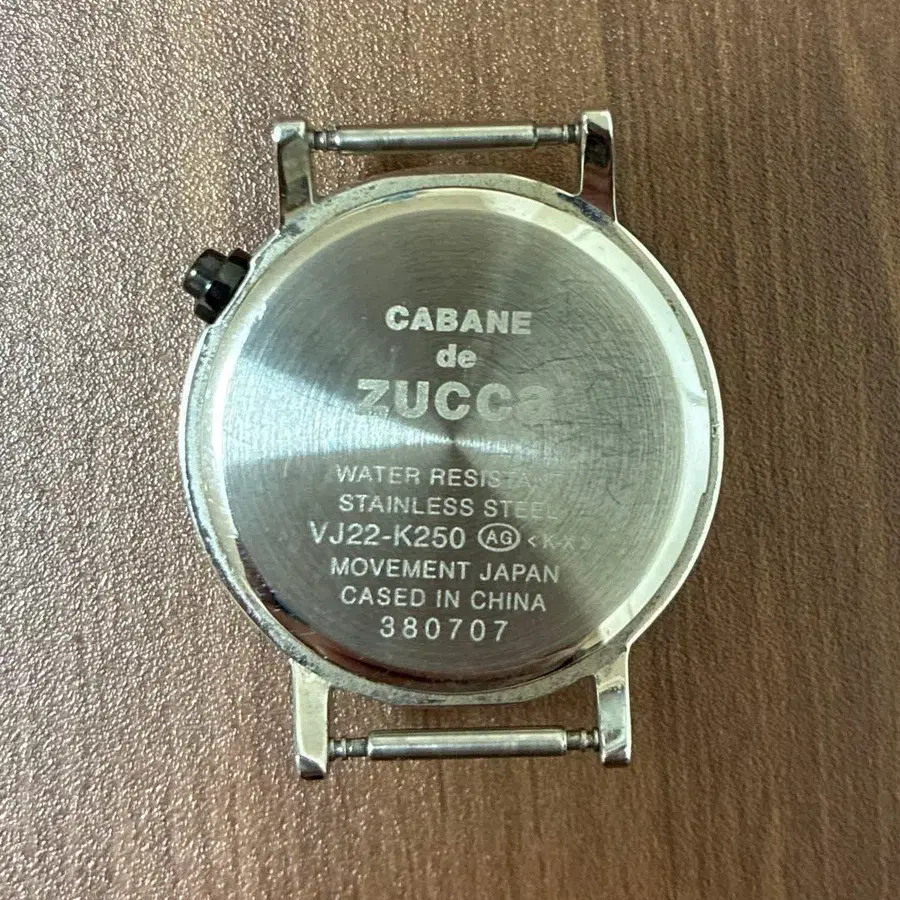 CABANE
de
ZUCCa
WATER RESISTANT
STAINLESS STEEL
VJ22-K250 AG <K-X>
MOVEMENT JAPAN
CASED IN CHINA
380707